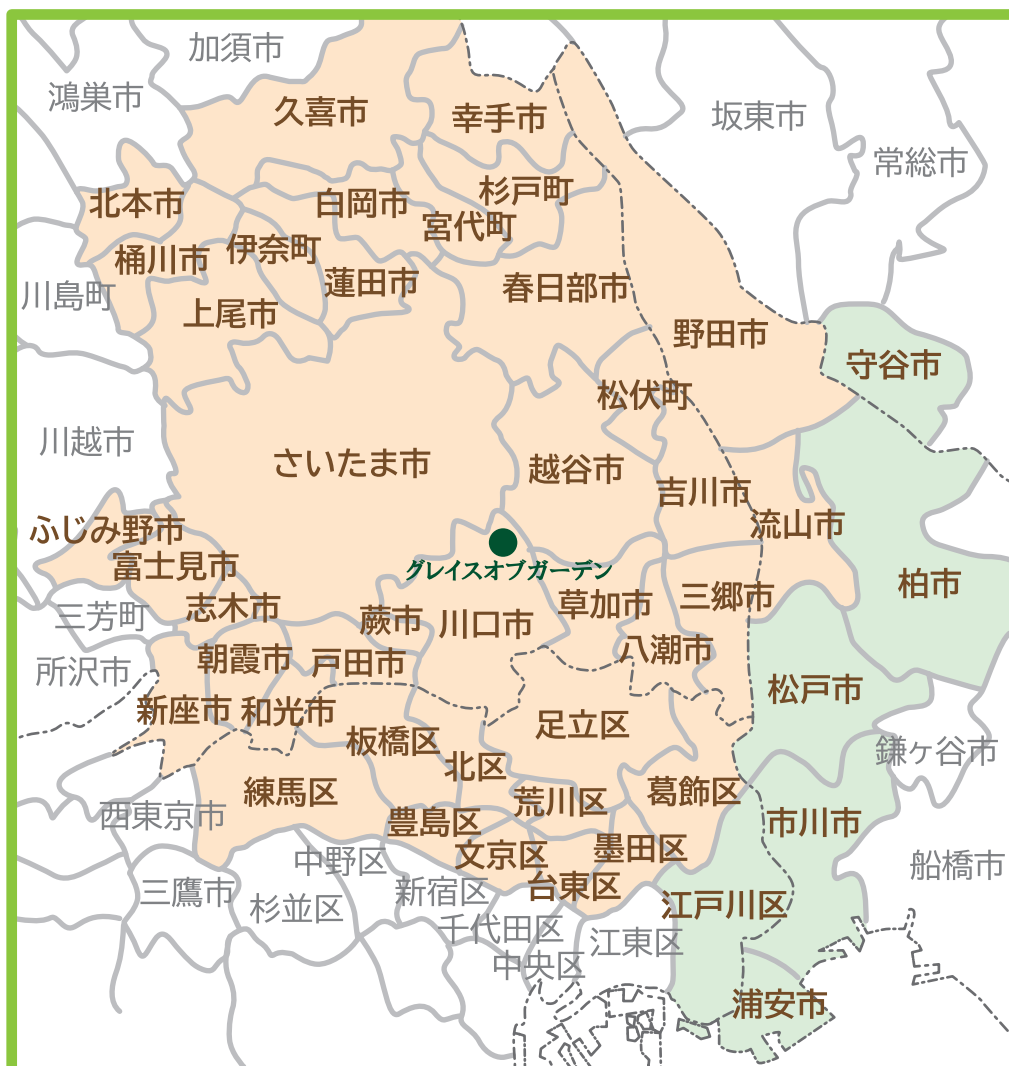 加須市
鴻巣市
久喜市
幸手市
坂東市
常総市
北本市
白岡市
杉戸町
宮代町
桶川市
伊奈町
蓮田市
春日部市
川島町
上尾市
野田市
守谷市
松伏町
川越市
さいたま市
越谷市
吉川市
流山市
ふじみ野市
富士見市
グレイスオブガーデン
柏市
三芳町
志木市
蕨市
川口市
草加市
三郷市
所沢市
朝霞市
戸田市
八潮市
松戸市
新座市
和光市
板橋区
足立区
鎌ヶ谷市
北区
練馬区
荒川区
葛飾区
西東京市
豊島区
市川市
中野区
文京区
墨田区
船橋市
三鷹市
杉並区
新宿区
台東区
江戸川区
千代田区
江東区
中央区
浦安市